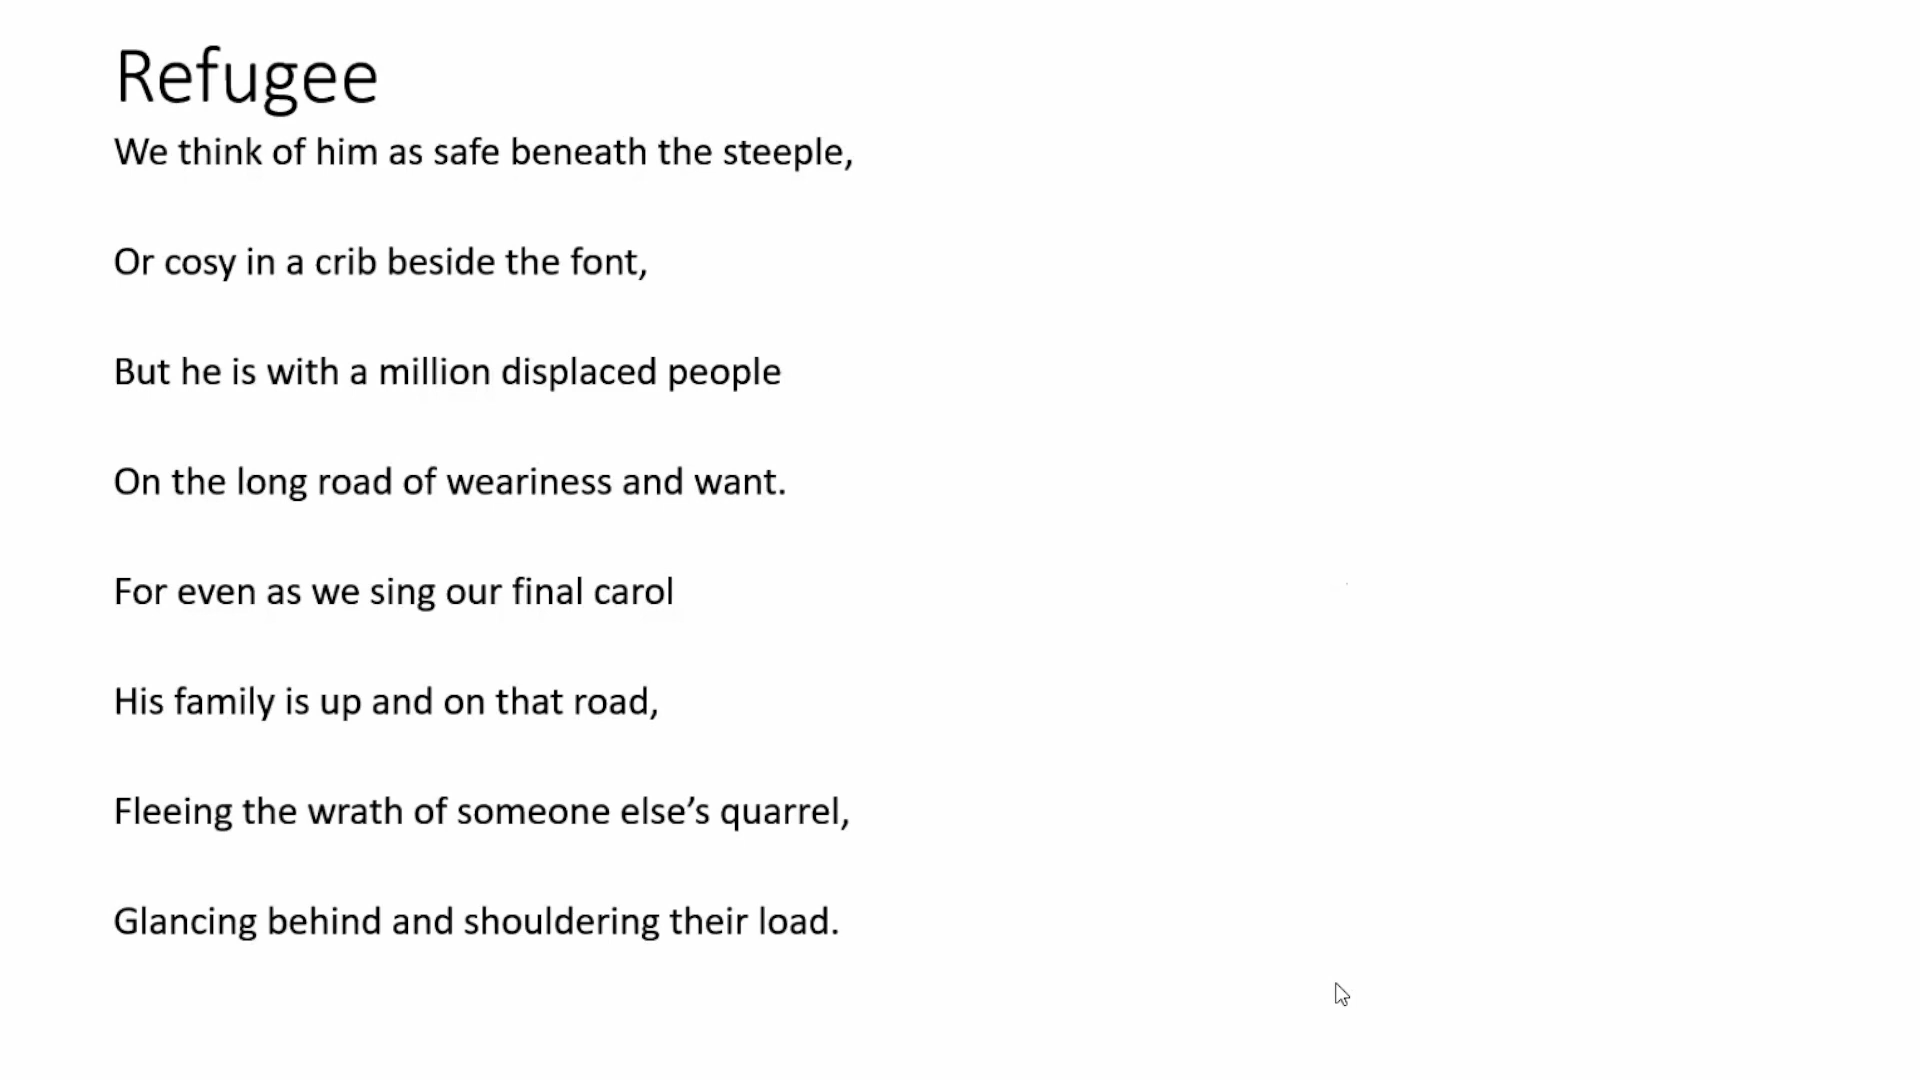 Refugee
We think of him as safe beneath the steeple,
Or cosy in a crib beside the font,
But he is with a million displaced people
On the long road of weariness and want.
For even as we sing our final carol
His family is up and on that road,
Fleeing the wrath of someone else’s quarrel,
Glancing behind and shouldering their load.